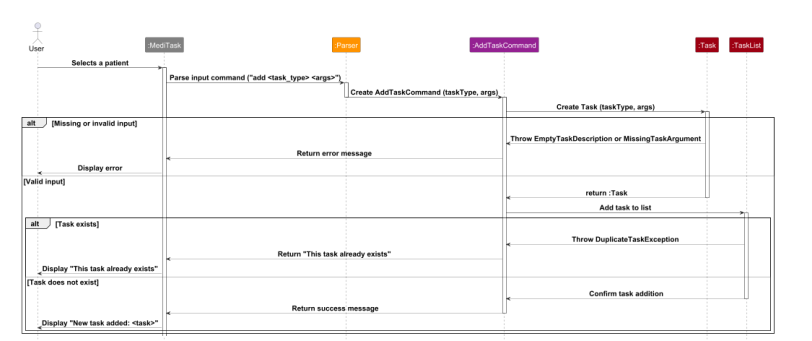 User
:MediTask
:Parser
:AddTaskCommand
:Task
:TaskList
Selects a patient
Parse input command ("add <task_type> <args>")
Create AddTaskCommand (taskType, args)
Create Task (taskType, args)
alt
[Missing or invalid input]
Throw EmptyTaskDescription or MissingTaskArgument
Return error message
Display error
[Valid input]
return :Task
Add task to list
alt
[Task exists]
Throw DuplicateTaskException
Return "This task already exists"
Display "This task already exists"
[Task does not exist]
Confirm task addition
Return success message
Display "New task added: <task>"